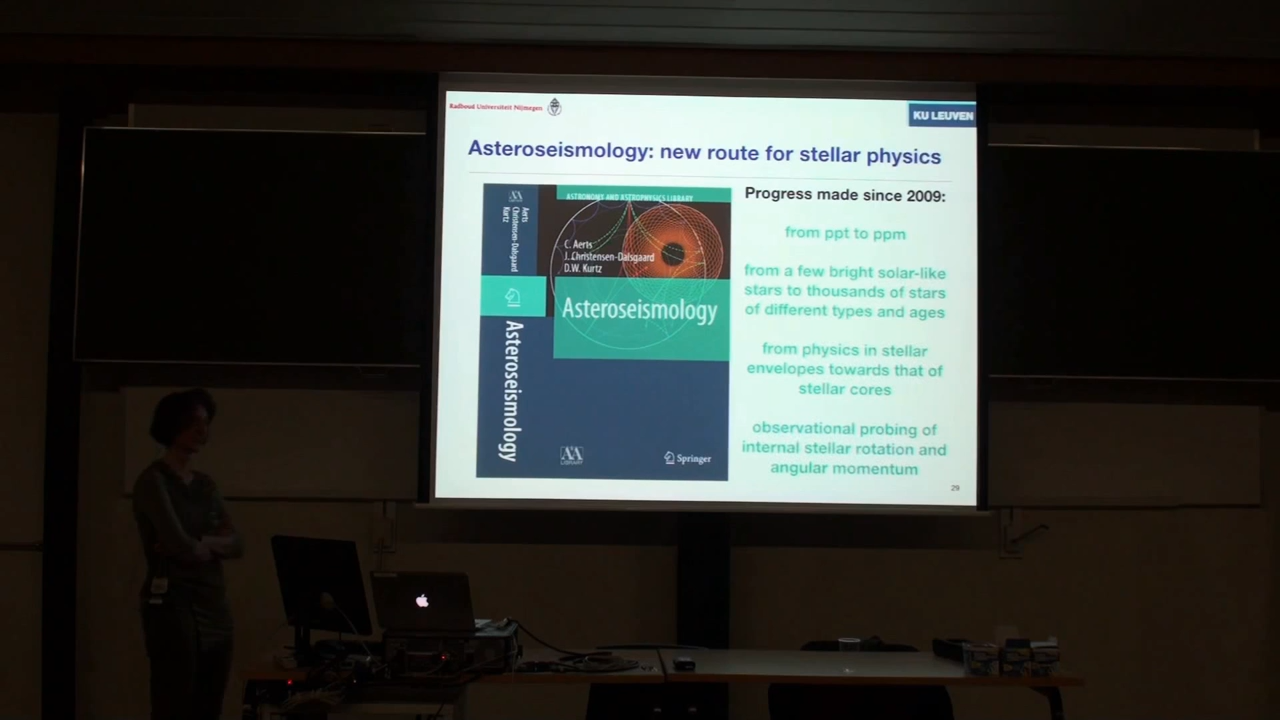 Radboud Universiteit Nijmegen
KU LEUVEN
Asteroseismology: new route for stellar physics
Aerts
Christensen-Dalsgaard
Kurtz
Asteroseismology
ASTRONOMY AND ASTROPHYSICS LIBRARY
C. Aerts
J. Christensen-Dalsgaard
D.W. Kurtz
Asteroseismology
LIBRARY
Springer
Progress made since 2009:
from ppt to ppm
from a few bright solar-like
stars to thousands of stars
of different types and ages
from physics in stellar
envelopes towards that of
stellar cores
observational probing of
internal stellar rotation and
angular momentum
29